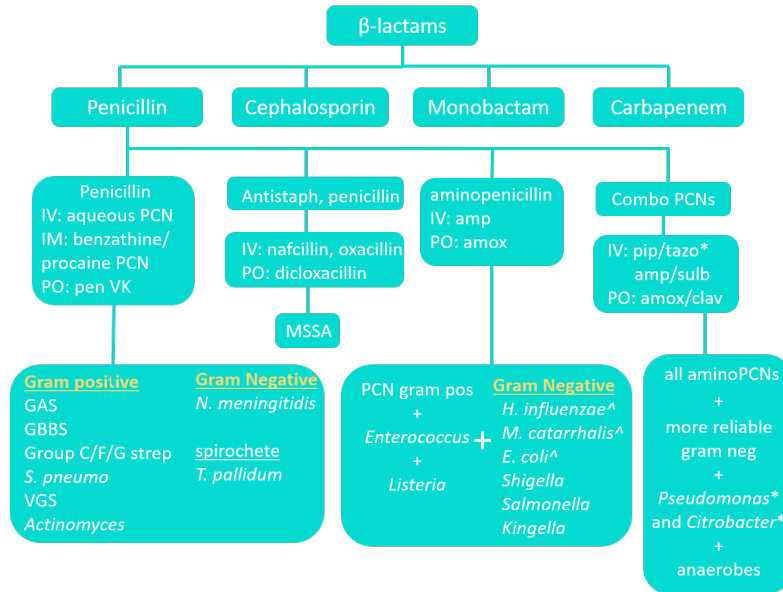 β-lactams
Penicillin
Cephalosporin
Monobactam
Carbapenem
Penicillin
IV: aqueous PCN
IM: benzathine/
procaine PCN
PO: pen VK
Antistaph, penicillin
IV: nafcillin, oxacillin
PO: dicloxacillin
MSSA
aminopenicillin
IV: amp
PO: amox
Combo PCNs
IV: pip/tazo*
amp/sulb
PO: amox/clav
Gram positive
GAS
GBBS
Group C/F/G strep
S. pneumo
VGS
Actinomyces
Gram Negative
N. meningitidis
spirochete
T. pallidum
PCN gram pos
+
Enterococcus
+
Listeria
+
Gram Negative
H. influenzae^
M. catarrhalis^
E. coli^
Shigella
Salmonella
Kingella
all aminoPCNs
+
more reliable
gram neg
+
Pseudomonas*
and Citrobacter*
+
anaerobes